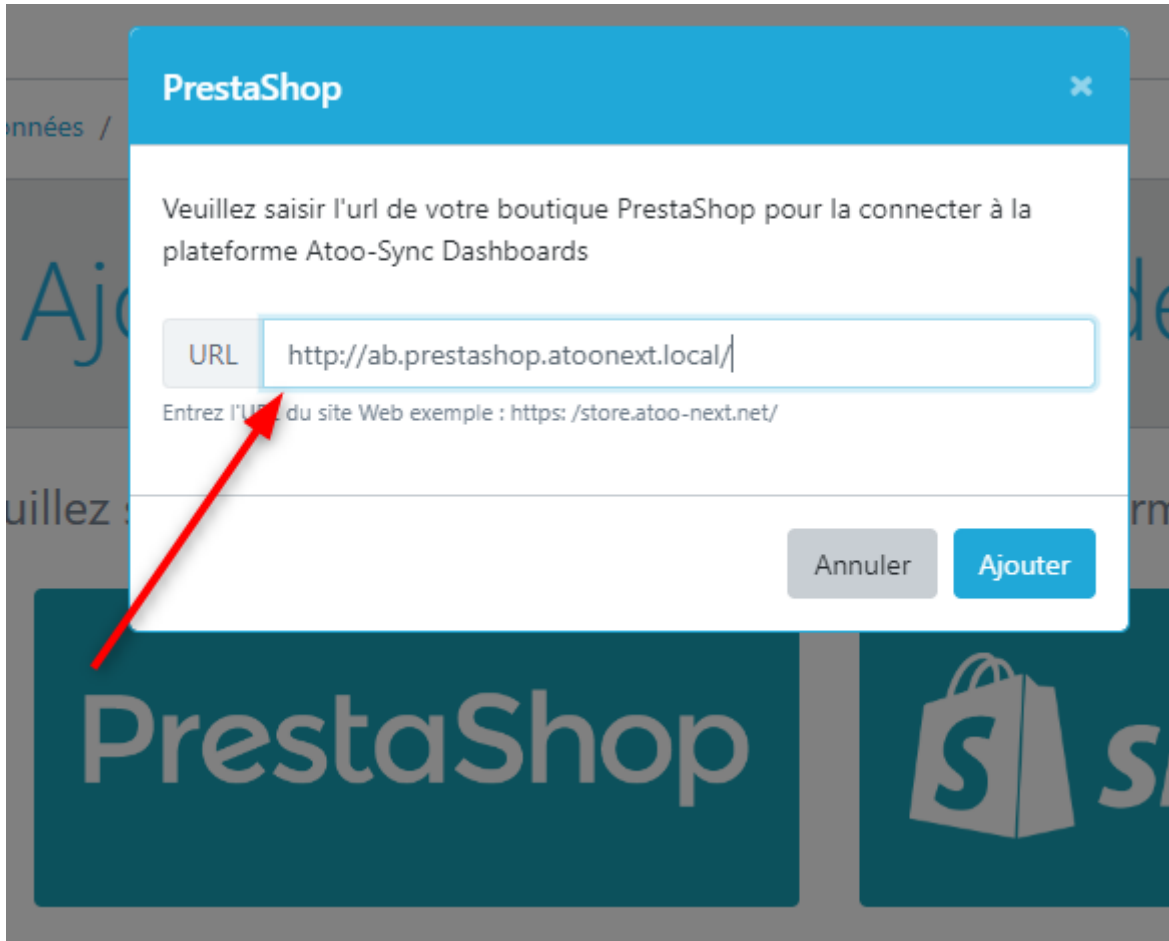 PrestaShop
×
onnées /
Veuillez saisir l'url de votre boutique PrestaShop pour la connecter à la
plateforme Atoo-Sync Dashboards
Ajo
de
URL http://ab.prestashop.atoonext.local/
Entrez l'URL du site Web exemple : https: /store.atoo-next.net/
uillez s
rm
Annuler Ajouter
PrestaShop
S